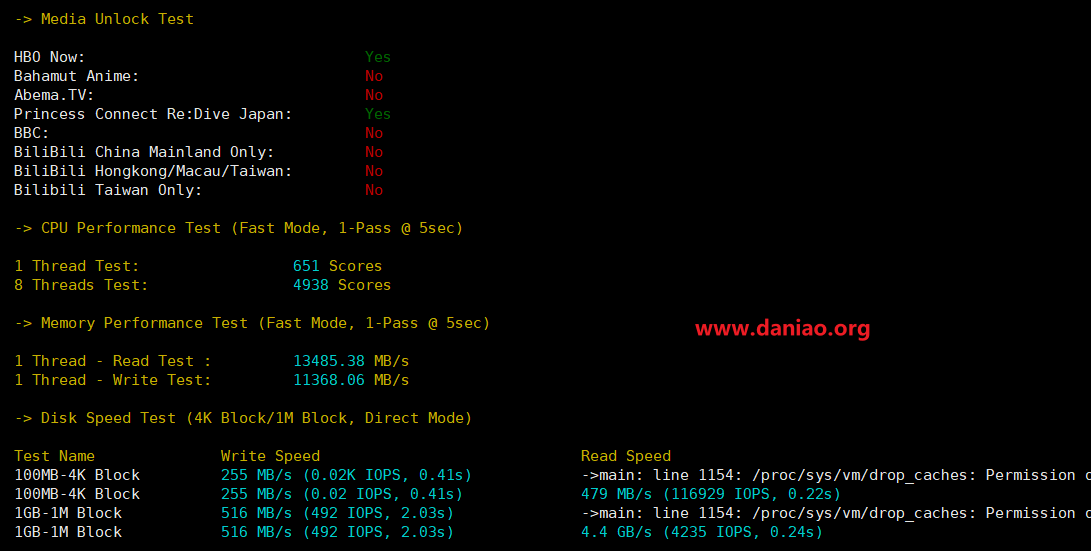 -> Media Unlock Test
HBO Now: Yes
Bahamut Anime: No
Abema.TV: No
Princess Connect Re:Dive Japan: Yes
BBC: No
BiliBili China Mainland Only: No
BiliBili Hongkong/Macau/Taiwan: No
Bilibili Taiwan Only: No
-> CPU Performance Test (Fast Mode, 1-Pass @ 5sec)
1 Thread Test: 651 Scores
8 Threads Test: 4938 Scores
-> Memory Performance Test (Fast Mode, 1-Pass @ 5sec)
www.daniao.org
1 Thread - Read Test : 13485.38 MB/s
1 Thread - Write Test: 11368.06 MB/s
-> Disk Speed Test (4K Block/1M Block, Direct Mode)
Test Name Write Speed Read Speed
100MB-4K Block 255 MB/s (0.02K IOPS, 0.41s) ->main: line 1154: /proc/sys/vm/drop_caches: Permission
100MB-4K Block 255 MB/s (0.02 IOPS, 0.41s) 479 MB/s (116929 IOPS, 0.22s)
1GB-1M Block 516 MB/s (492 IOPS, 2.03s) ->main: line 1154: /proc/sys/vm/drop_caches: Permission
1GB-1M Block 516 MB/s (492 IOPS, 2.03s) 4.4 GB/s (4235 IOPS, 0.24s)